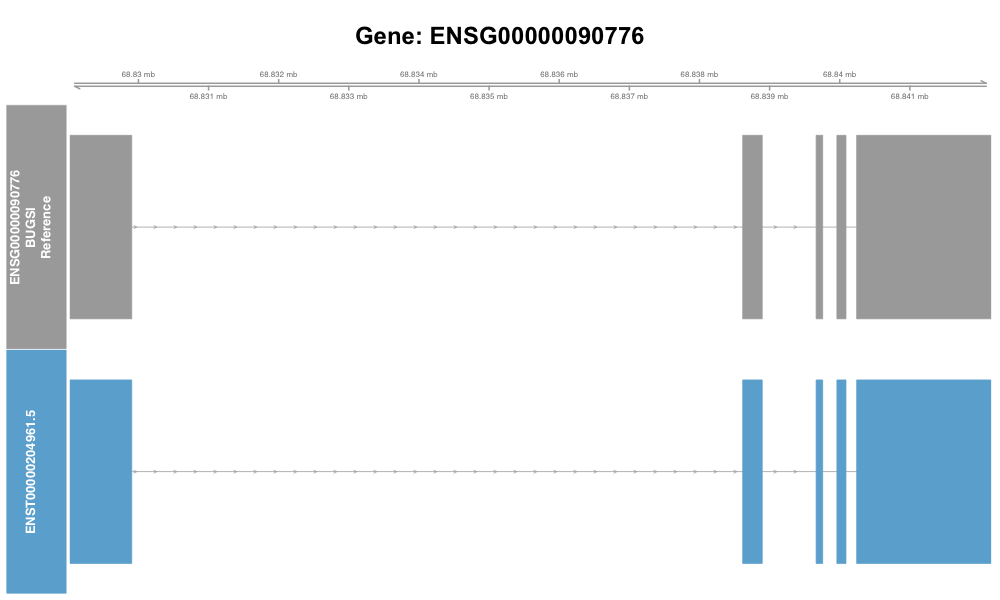 Gene: ENSG00000090776
68.83 mb
68.832 mb
68.834 mb
68.836 mb
68.838 mb
68.84 mb
68.831 mb
68.833 mb
68.835 mb
68.837 mb
68.839 mb
68.841 mb
ENSG00000090776
BUGSI
Reference
ENST00000204961.5